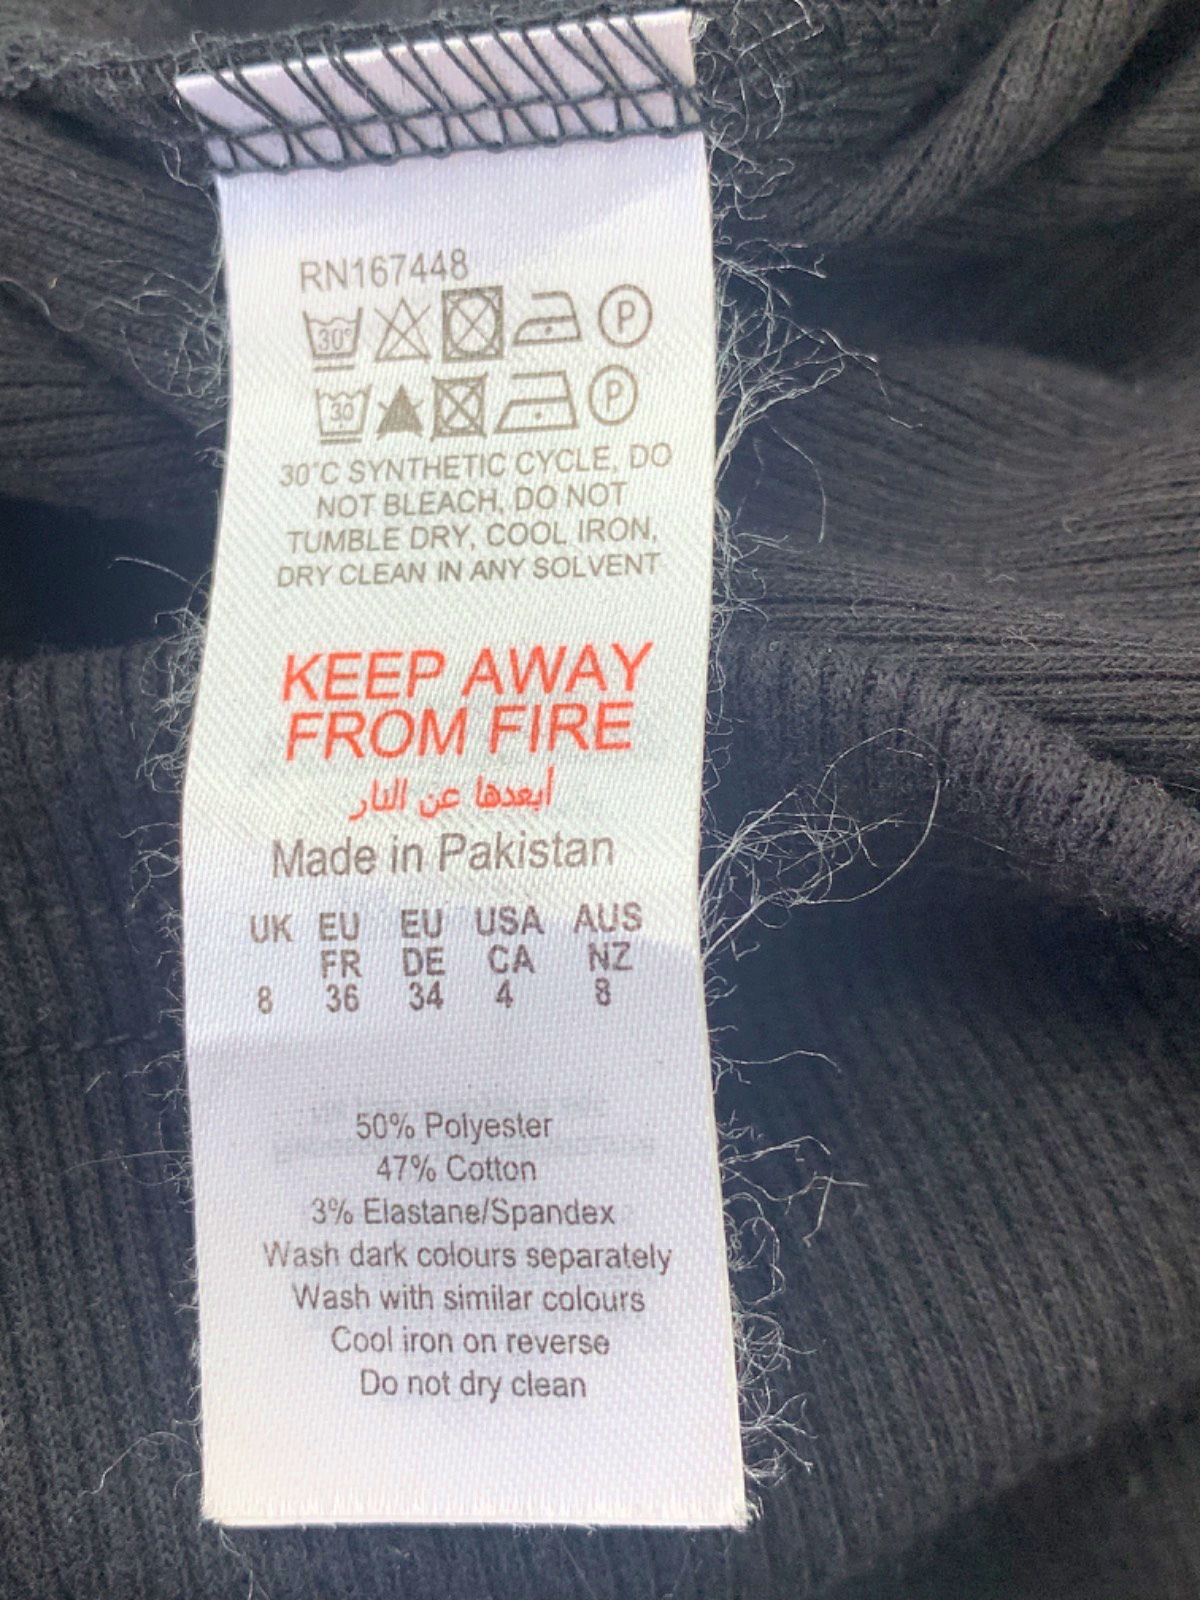 RN167448
30° P
30 P
30°C SYNTHETIC CYCLE, DO
NOT BLEACH, DO NOT
TUMBLE DRY, COOL IRON,
DRY CLEAN IN ANY SOLVENT
KEEP AWAY
FROM FIRE
أبعدها عن النار
Made in Pakistan
UK EU EU USA AUS
FR DE CA NZ
8 36 34 4 8
50% Polyester
47% Cotton
3% Elastane/Spandex
Wash dark colours separately
Wash with similar colours
Cool iron on reverse
Do not dry clean